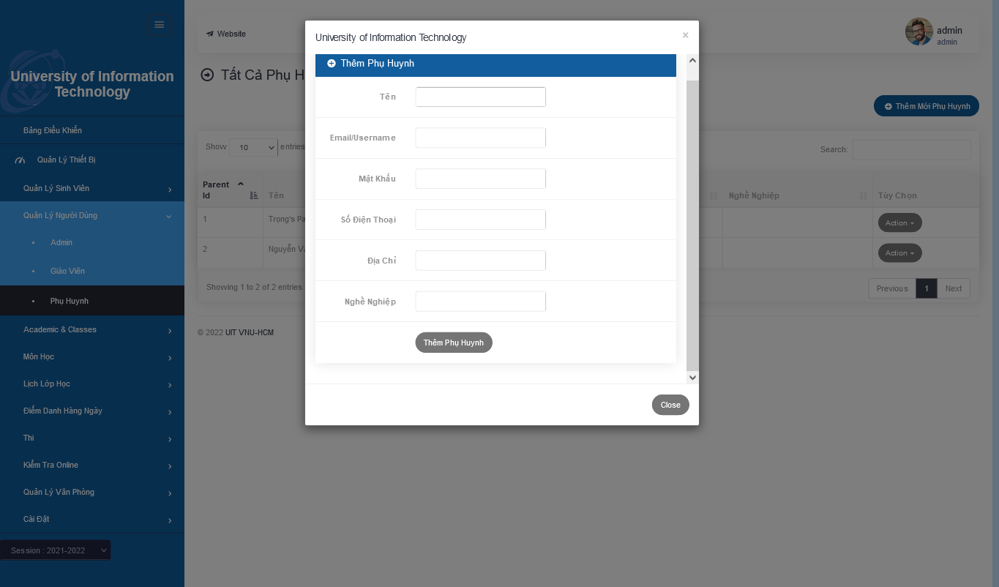 University of Information Technology
Bảng Điều Khiển
Quản Lý Thiết Bị
Quản Lý Sinh Viên
Quản Lý Người Dùng
Admin
Giáo Viên
Phụ Huynh
Academic & Classes
Môn Học
Lịch Lớp Học
Điểm Danh Hàng Ngày
Thi
Kiểm Tra Online
Quản Lý Văn Phòng
Cài Đặt
Session : 2021-2022
Website
admin
admin
Tất Cả Phụ H
Thêm Mới Phụ Huynh
Show 10 entries
Search:
Parent Id Tên Nghề Nghiệp Tùy Chọn
1 Trọng's Pa Action
2 Nguyễn V Action
Showing 1 to 2 of 2 entries
Previous 1 Next
© 2022 UIT VNU-HCM
University of Information Technology ×
Thêm Phụ Huynh
Tên
Email/Username
Mật Khẩu
Số Điện Thoại
Địa Chỉ
Nghề Nghiệp
Thêm Phụ Huynh
Close